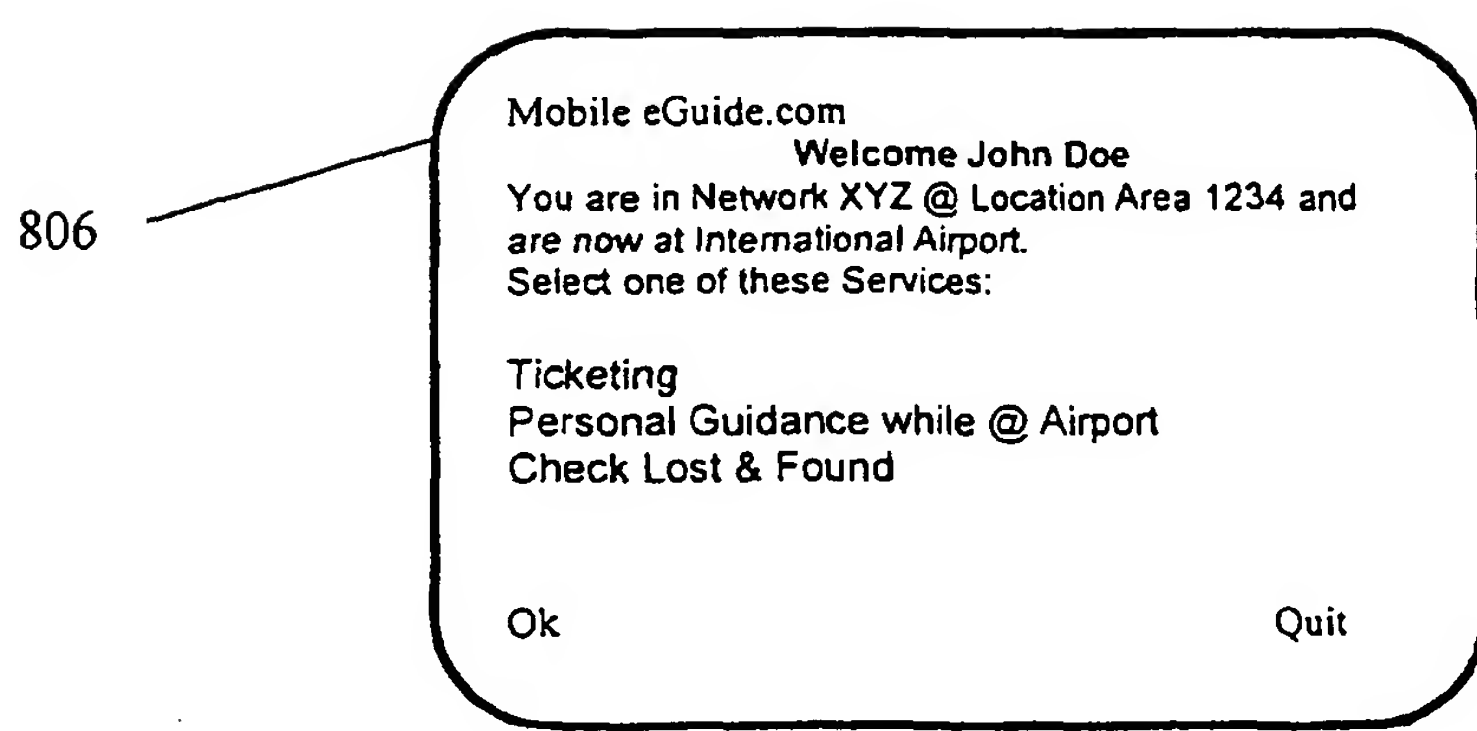 Mobile eGuide.com
Welcome John Doe
806
You are in Network XYZ @ Location Area 1234 and
are now at International Airport.
Select one of these Services:
Ticketing
Personal Guidance while @ Airport
Check Lost & Found
Ok Quit